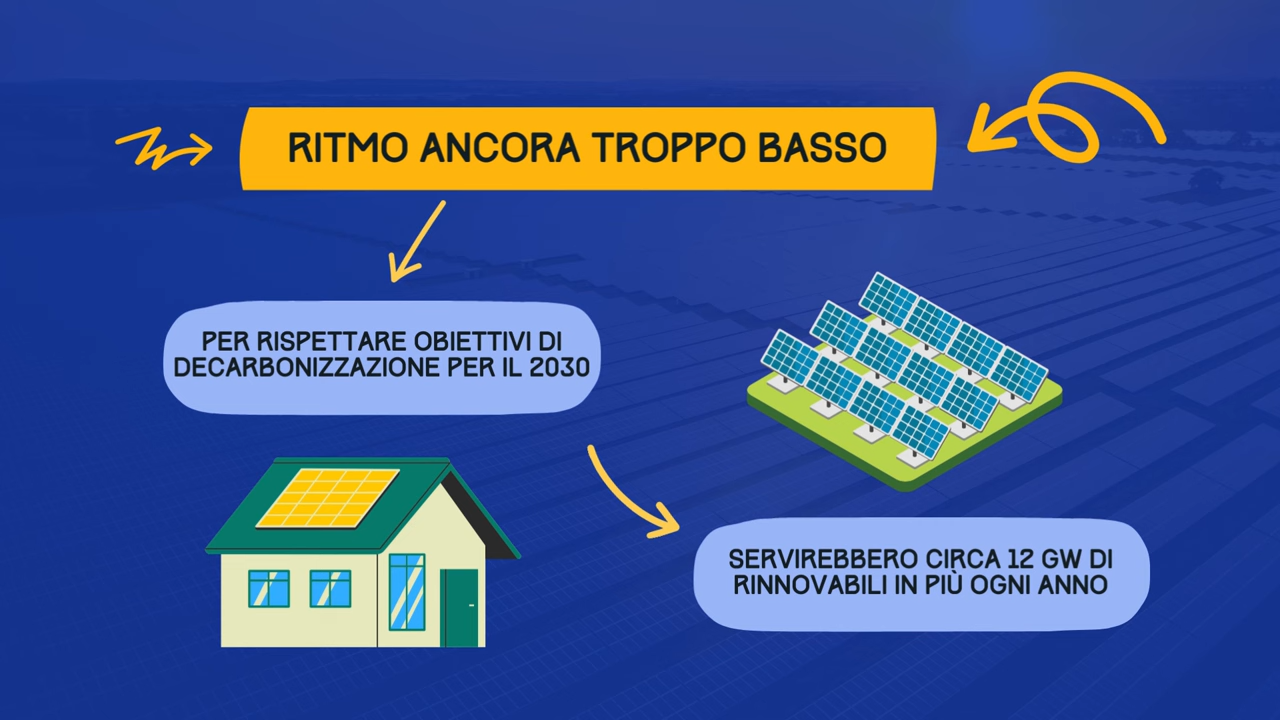 RITMO ANCORA TROPPO BASSO
PER RISPETTARE OBIETTIVI DI
DECARBONIZZAZIONE PER IL 2030
SERVIREBBERO CIRCA 12 GW DI
RINNOVABILI IN PIÙ OGNI ANNO